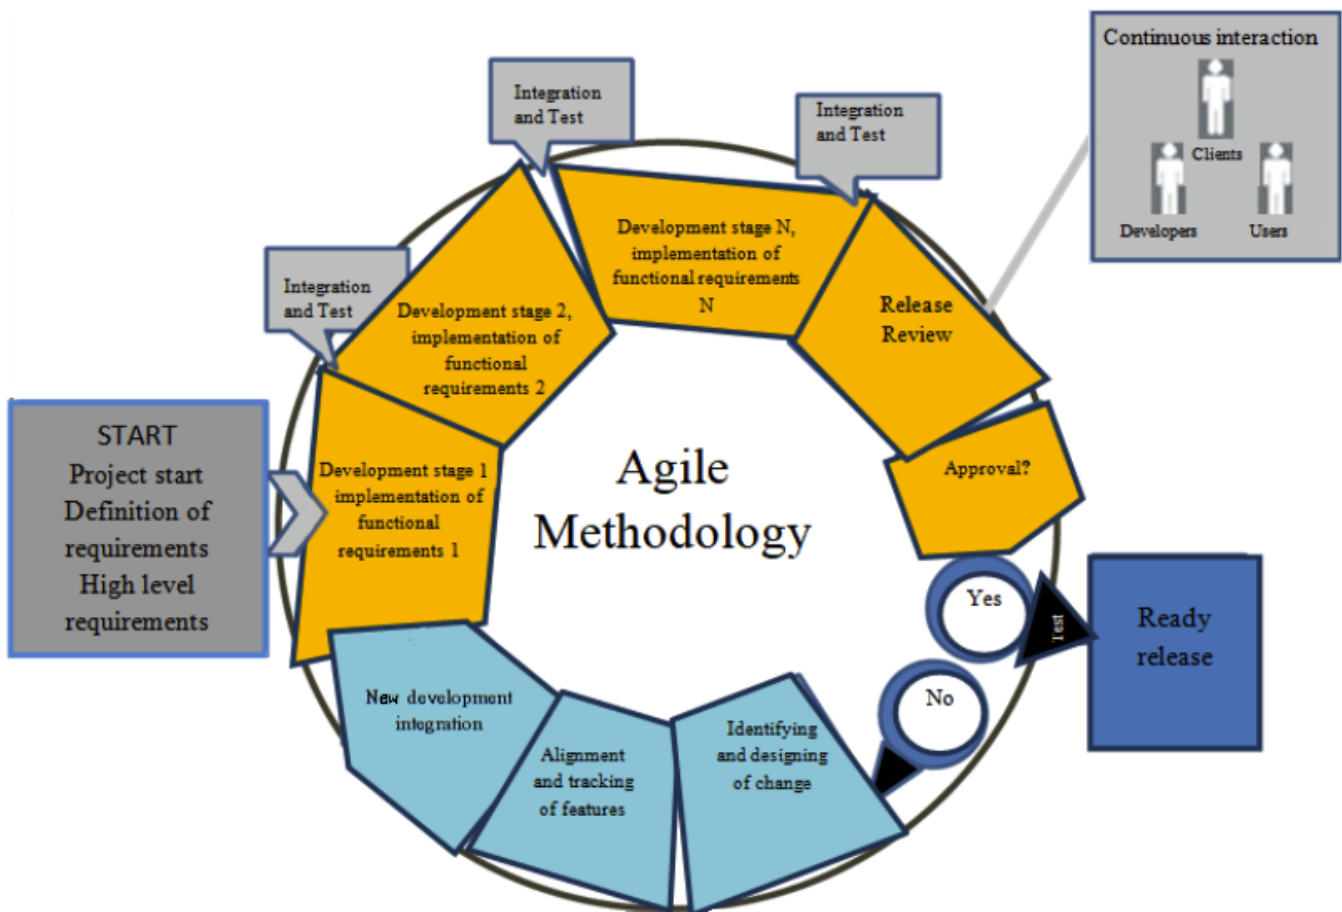 START
Project start
Definition of
requirements
High level
requirements
Development stage 1
implementation of
functional
requirements 1
Integration
and Test
Development stage 2,
implementation of
functional
requirements 2
Integration
and Test
Development stage N,
implementation of
functional requirements
N
Integration
and Test
Release
Review
Continuous interaction
Clients
Developers
Users
Approval?
Yes
Test
Ready
release
No
Identifying
and designing
of change
Alignment
and tracking
of features
New development
integration
Agile
Methodology